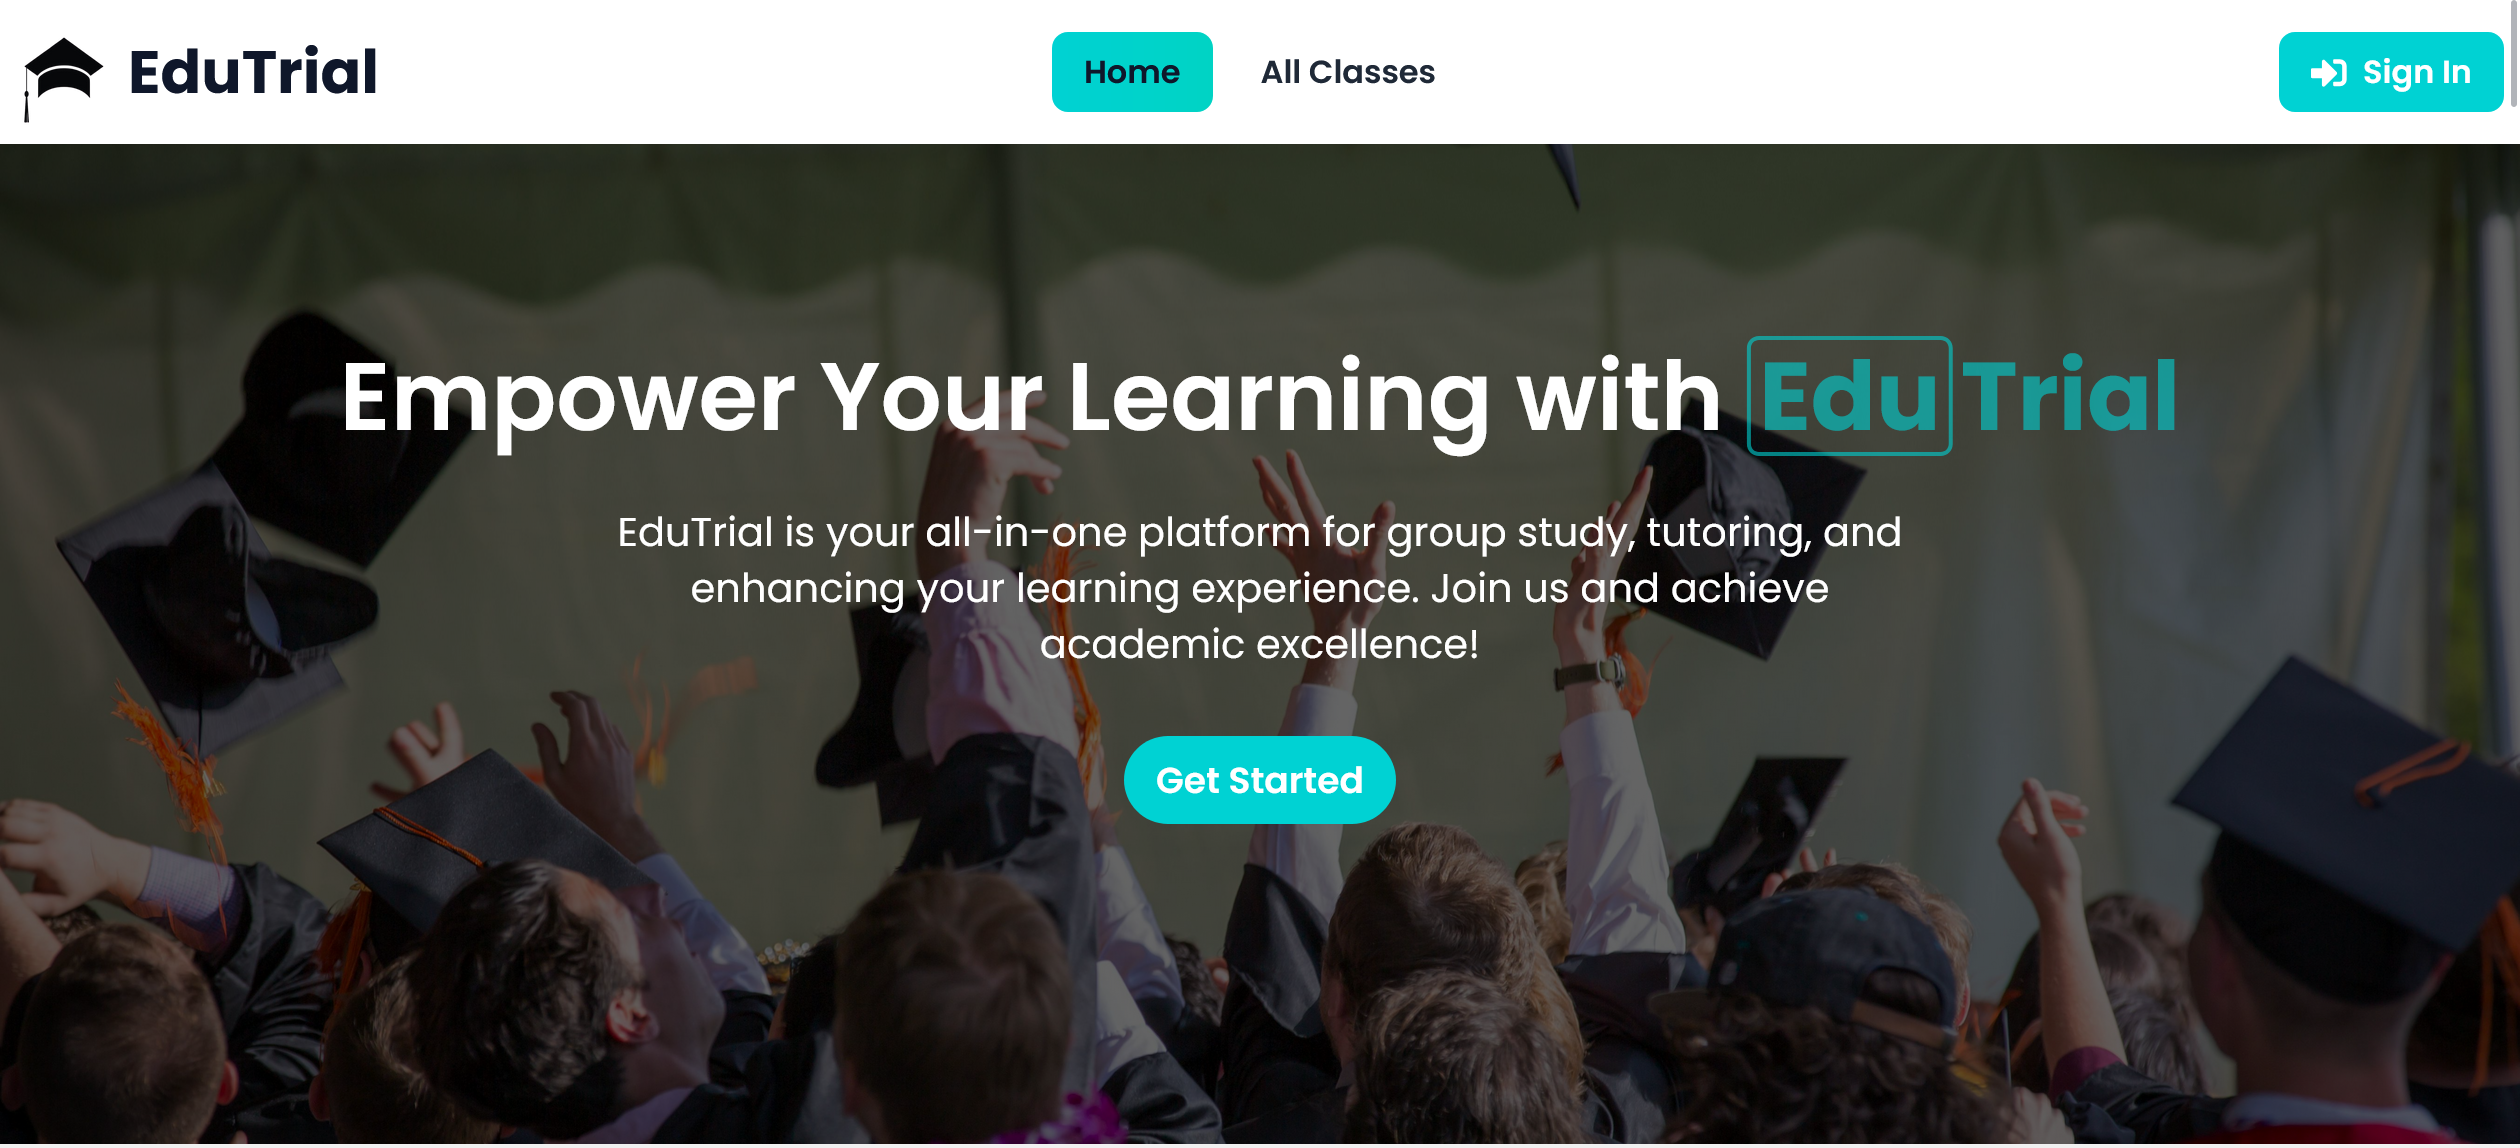 EduTrial
Home
All Classes
Sign In
Empower Your Learning with EduTrial
EduTrial is your all-in-one platform for group study, tutoring, and
enhancing your learning experience. Join us and achieve
academic excellence!
Get Started